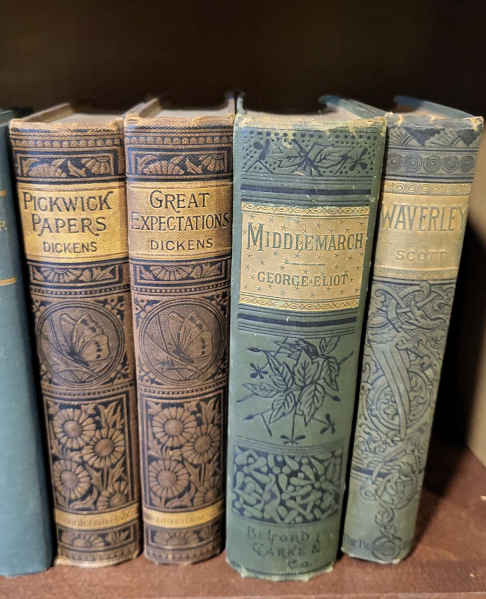 PICKWICK
PAPERS
DICKENS
GREAT
EXPECTATIONS
DICKENS
MIDDLEMARCH
GEORGE ELIOT
BELFORD,
CLARKE &
Co.
WAVERLEY
SCOTT